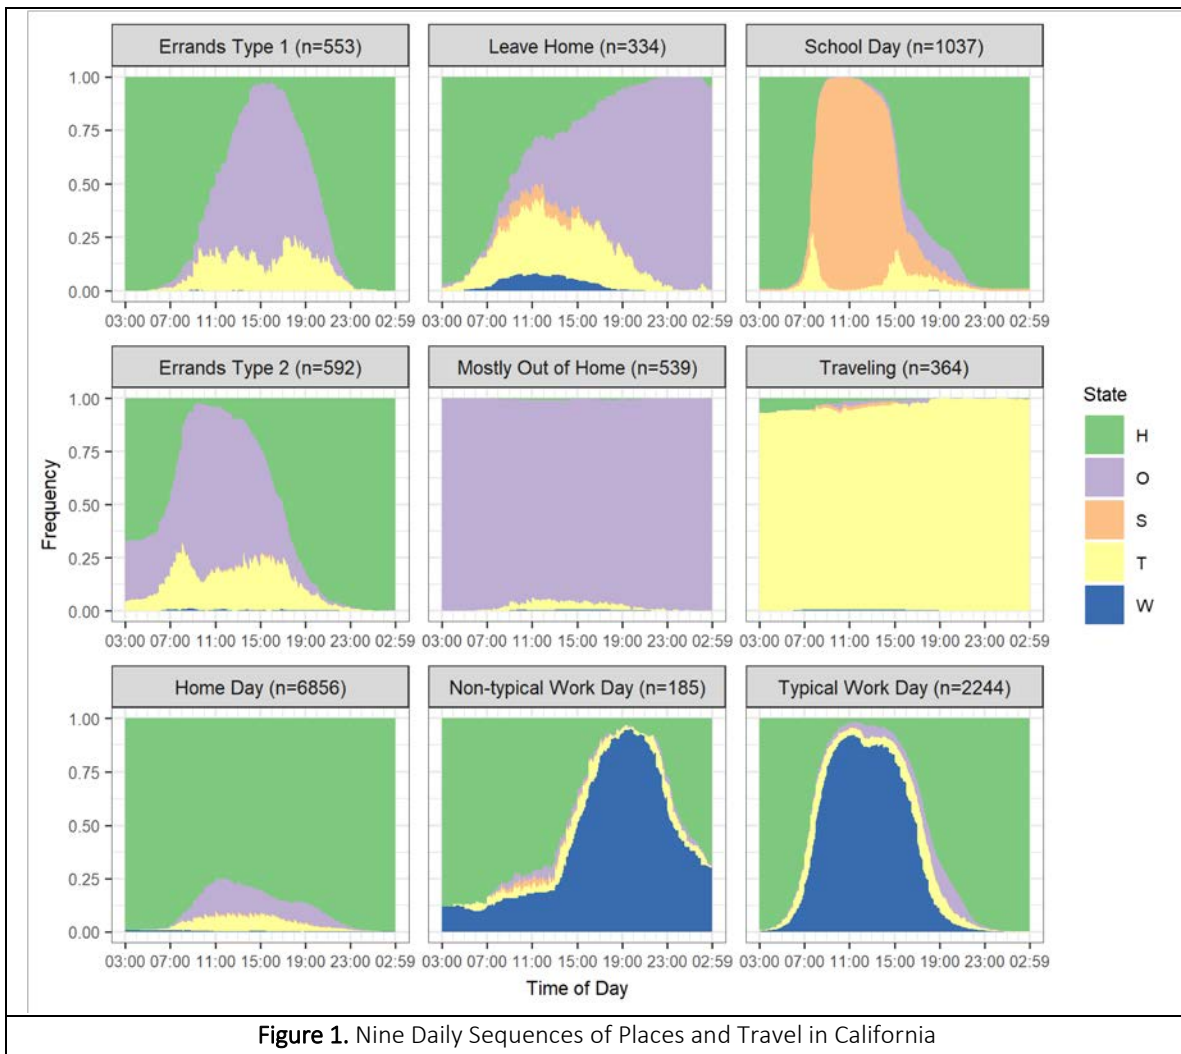 Errands Type 1 (n=553)
Leave Home (n=334)
School Day (n=1037)
1.00
0.75
0.50
0.25
0.00
03:00 07:00 11:00 15:00 19:00 23:00 02:59
03:00 07:00 11:00 15:00 19:00 23:00 02:59
03:00 07:00 11:00 15:00 19:00 23:00 02:59
Errands Type 2 (n=592)
Mostly Out of Home (n=539)
Traveling (n=364)
1.00
0.75
0.50
0.25
0.00
03:00 07:00 11:00 15:00 19:00 23:00 02:59
03:00 07:00 11:00 15:00 19:00 23:00 02:59
03:00 07:00 11:00 15:00 19:00 23:00 02:59
Frequency
State
H
O
S
T
W
Home Day (n=6856)
Non-typical Work Day (n=185)
Typical Work Day (n=2244)
1.00
0.75
0.50
0.25
0.00
03:00 07:00 11:00 15:00 19:00 23:00 02:59
03:00 07:00 11:00 15:00 19:00 23:00 02:59
03:00 07:00 11:00 15:00 19:00 23:00 02:59
Time of Day
Figure 1. Nine Daily Sequences of Places and Travel in California